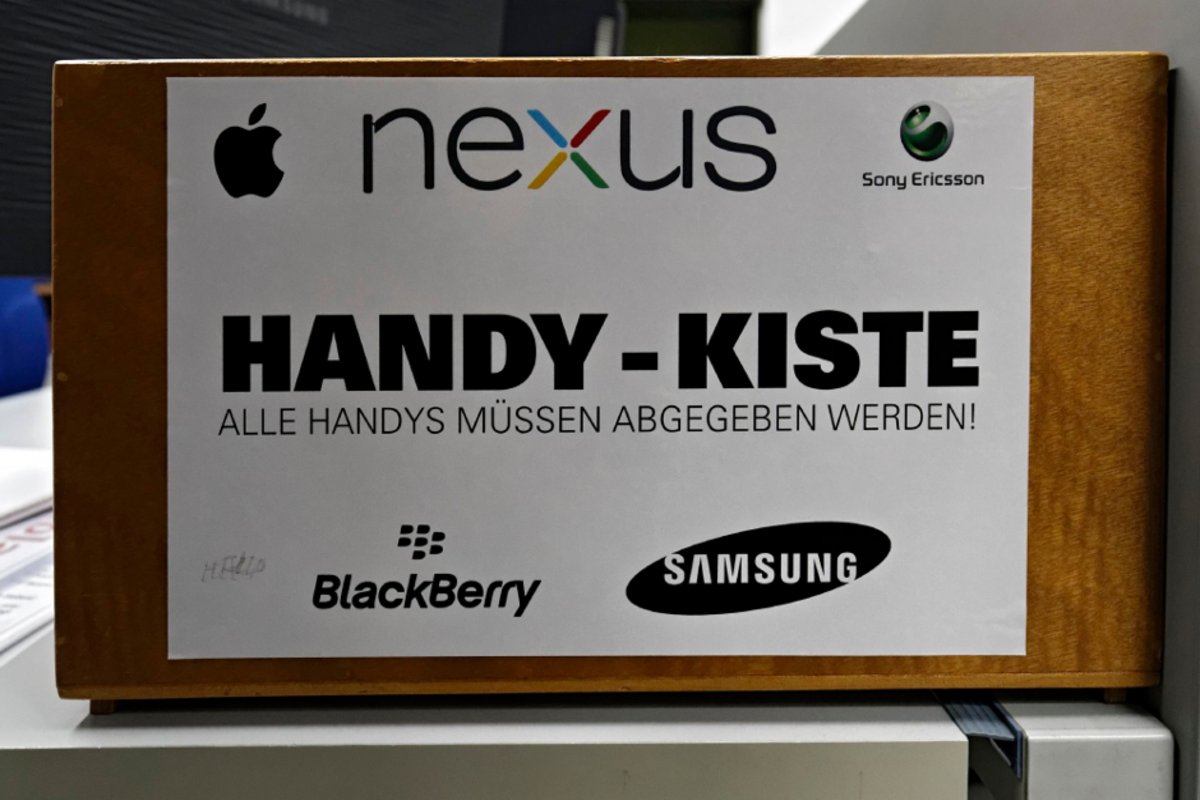 nexus
Sony Ericsson
HANDY - KISTE
ALLE HANDYS MÜSSEN ABGEGEBEN WERDEN!
BlackBerry
SAMSUNG